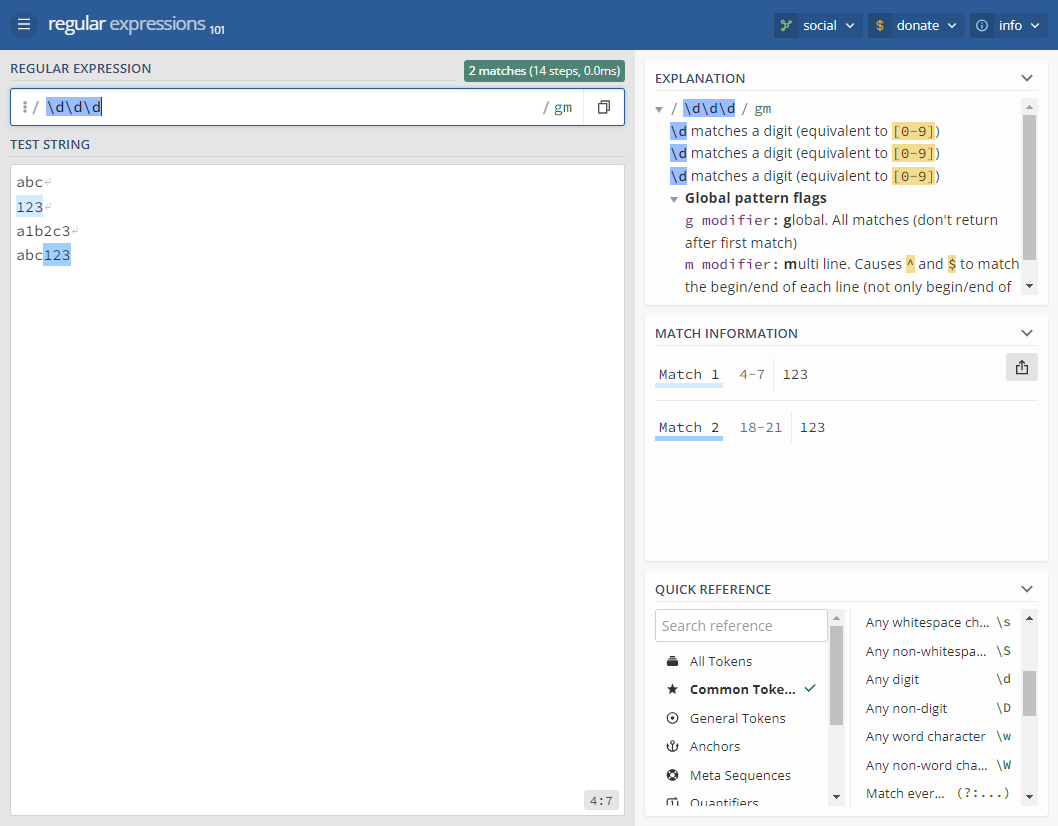 regular expressions 101
social
donate
info
REGULAR EXPRESSION
2 matches (14 steps, 0.0ms)
/ \d\d\d / gm
TEST STRING
abc
123
a1b2c3
abc123
4:7
EXPLANATION
/ \d\d\d / gm
\d matches a digit (equivalent to [0-9])
\d matches a digit (equivalent to [0-9])
\d matches a digit (equivalent to [0-9])
Global pattern flags
g modifier: global. All matches (don't return
after first match)
m modifier: multi line. Causes ^ and $ to match
the begin/end of each line (not only begin/end of
MATCH INFORMATION
Match 1 4-7 123
Match 2 18-21 123
QUICK REFERENCE
Search reference
All Tokens
Common Toke...
General Tokens
Anchors
Meta Sequences
Quantifiers
Any whitespace ch... \s
Any non-whitespa... \S
Any digit \d
Any non-digit \D
Any word character \w
Any non-word cha... \W
Match ever... (?:...)